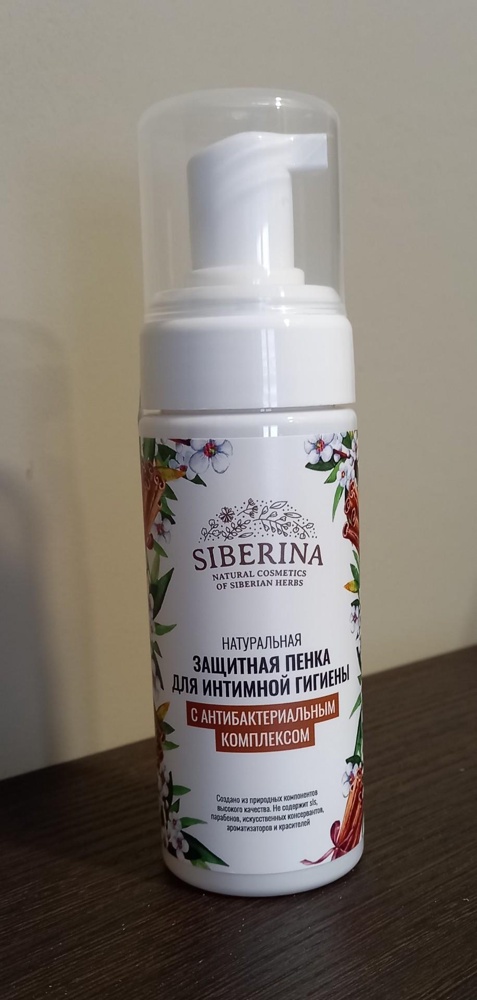 SIBERINA
NATURAL COSMETICS
OF SIBERIAN HERBS
НАТУРАЛЬНАЯ
ЗАЩИТНАЯ ПЕНКА
ДЛЯ ИНТИМНОЙ ГИГИЕНЫ
С АНТИБАКТЕРИАЛЬНЫМ
КОМПЛЕКСОМ
Создано из природных компонентов
высокого качества. Не содержит sls,
парабенов, искусственных консервантов,
ароматизаторов и красителей